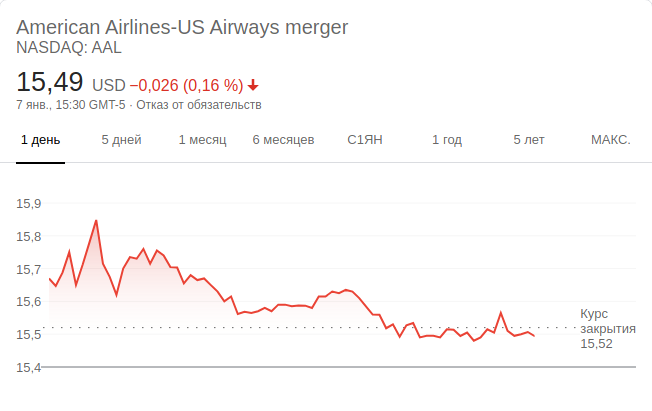 American Airlines-US Airways merger
NASDAQ: AAL
15,49 USD −0,026 (0,16 %)
7 янв., 15:30 GMT-5 · Отказ от обязательств
1 день 5 дней 1 месяц 6 месяцев С1ЯН 1 год 5 лет МАКС.
15,9
15,8
15,7
15,6
15,5
15,4
Курс
закрытия
15,52